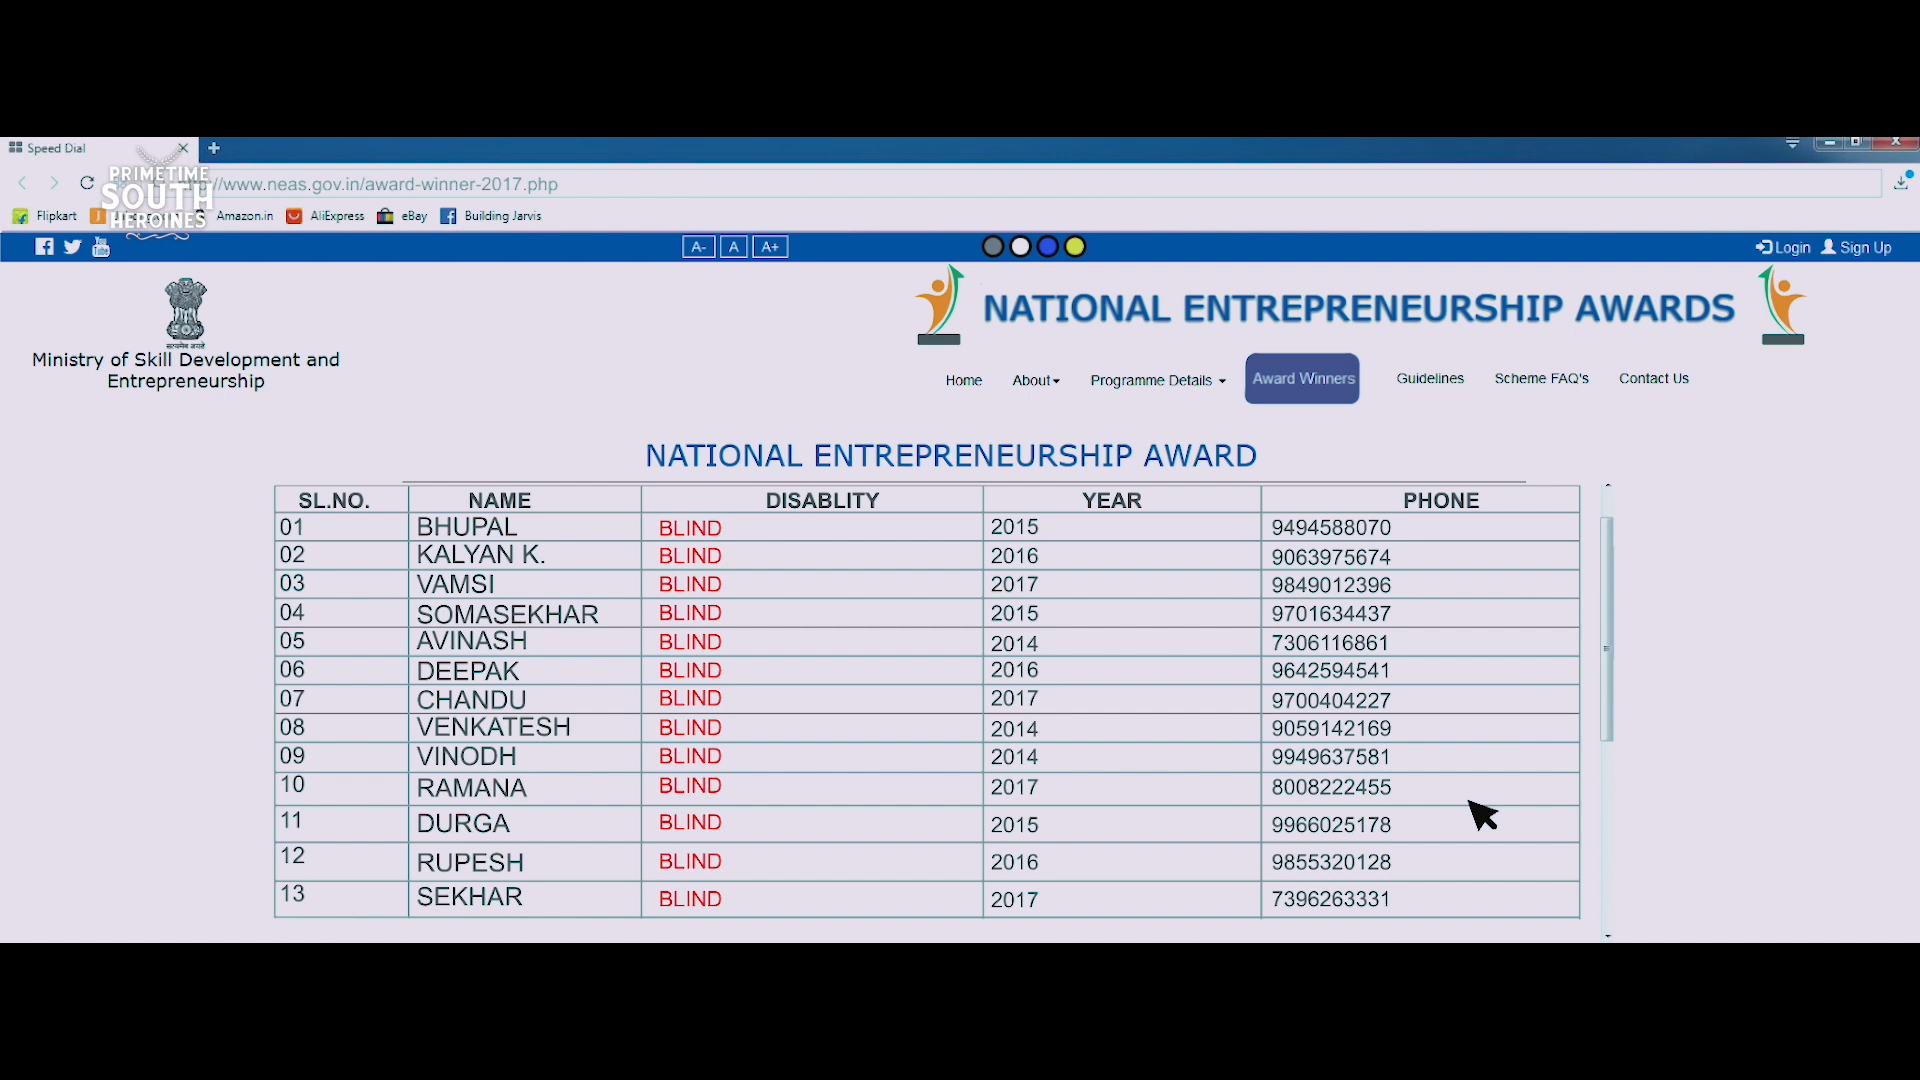 Speed Dial
PRIMETIME
SOUTH
HEROINES
://www.neas.gov.in/award-winner-2017.php
Flipkart Amazon.in AliExpress eBay Building Jarvis
A- A A+ Login Sign Up
सत्यमेव जयते
NATIONAL ENTREPRENEURSHIP AWARDS
Ministry of Skill Development and
Entrepreneurship
Home About Programme Details Award Winners Guidelines Scheme FAQ's Contact Us
NATIONAL ENTREPRENEURSHIP AWARD
SL.NO. NAME DISABLITY YEAR PHONE
01 BHUPAL BLIND 2015 9494588070
02 KALYAN K. BLIND 2016 9063975674
03 VAMSI BLIND 2017 9849012396
04 SOMASEKHAR BLIND 2015 9701634437
05 AVINASH BLIND 2014 7306116861
06 DEEPAK BLIND 2016 9642594541
07 CHANDU BLIND 2017 9700404227
08 VENKATESH BLIND 2014 9059142169
09 VINODH BLIND 2014 9949637581
10 RAMANA BLIND 2017 8008222455
11 DURGA BLIND 2015 9966025178
12 RUPESH BLIND 2016 9855320128
13 SEKHAR BLIND 2017 7396263331